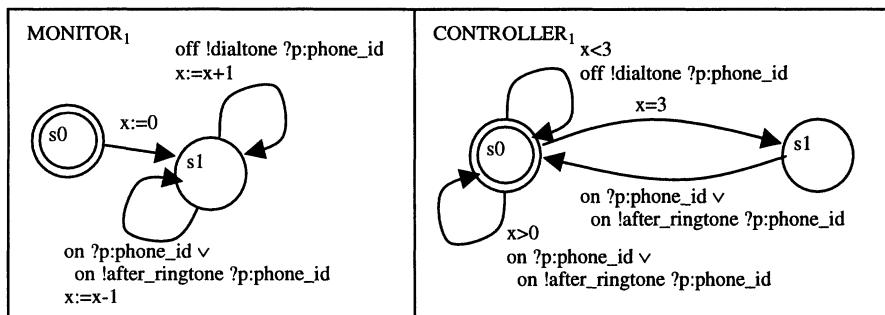 MONITOR1
off !dialtone ?p:phone_id
x:=x+1
s0
x:=0
s1
on ?p:phone_id ∨
on !after_ringtone ?p:phone_id
x:=x-1
CONTROLLER1
x<3
off !dialtone ?p:phone_id
x=3
s0
s1
on ?p:phone_id ∨
on !after_ringtone ?p:phone_id
x>0
on ?p:phone_id ∨
on !after_ringtone ?p:phone_id